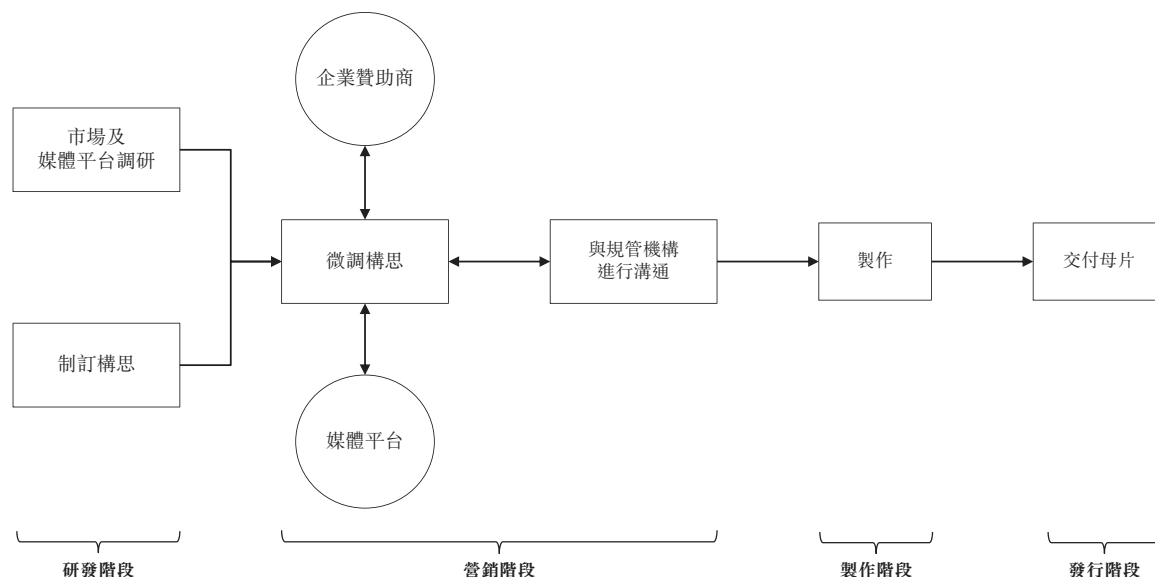 企業贊助商
市場及
媒體平台調研
微調構思
與規管機構
進行溝通
製作
交付母片
制訂構思
媒體平台
研發階段
營銷階段
製作階段
發行階段